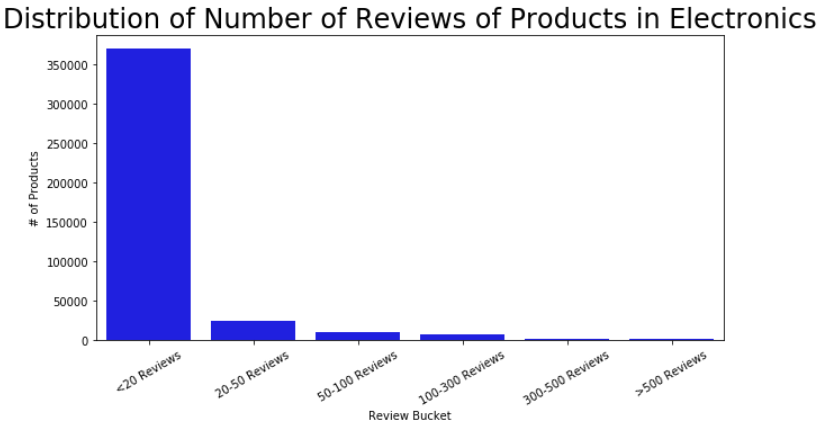 Distribution of Number of Reviews of Products in Electronics
350000
300000
250000
200000
150000
100000
50000
0
# of Products
<20 Reviews
20-50 Reviews
50-100 Reviews
100-300 Reviews
300-500 Reviews
>500 Reviews
Review Bucket